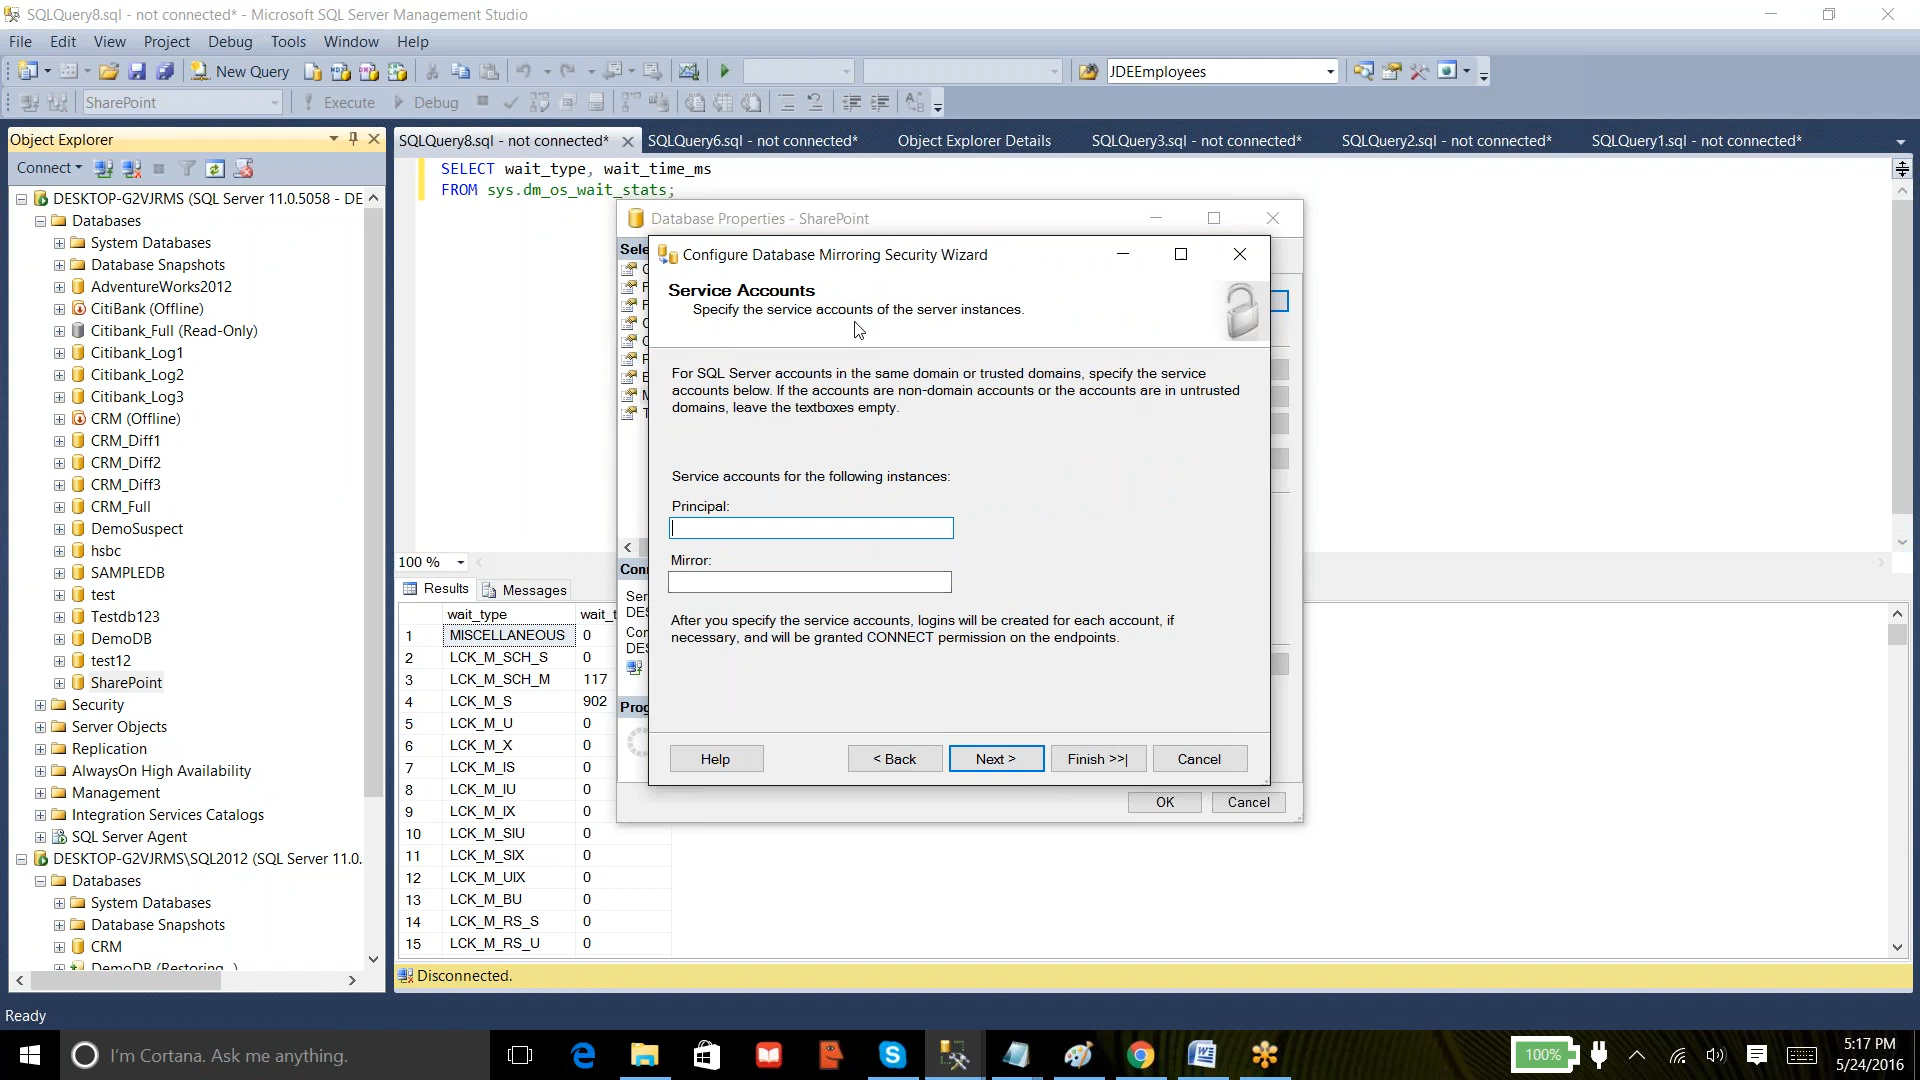 SQLQuery8.sql - not connected* - Microsoft SQL Server Management Studio
File Edit View Project Debug Tools Window Help
New Query
JDEEmployees
SharePoint
Execute
Debug
Object Explorer
SQLQuery8.sql - not connected*
SQLQuery6.sql - not connected*
Object Explorer Details
SQLQuery3.sql - not connected*
SQLQuery2.sql - not connected*
SQLQuery1.sql - not connected*
Connect
DESKTOP-G2VJRMS (SQL Server 11.0.5058 - DE
Databases
System Databases
Database Snapshots
AdventureWorks2012
CitiBank (Offline)
Citibank_Full (Read-Only)
Citibank_Log1
Citibank_Log2
Citibank_Log3
CRM (Offline)
CRM_Diff1
CRM_Diff2
CRM_Diff3
CRM_Full
DemoSuspect
hsbc
SAMPLEDB
test
Testdb123
DemoDB
test12
SharePoint
Security
Server Objects
Replication
AlwaysOn High Availability
Management
Integration Services Catalogs
SQL Server Agent
DESKTOP-G2VJRMS\SQL2012 (SQL Server 11.0.
Databases
System Databases
Database Snapshots
CRM
DemoDB (Restoring...)
SELECT wait_type, wait_time_ms
FROM sys.dm_os_wait_stats;
Database Properties - SharePoint
Sele
Configure Database Mirroring Security Wizard
Service Accounts
Specify the service accounts of the server instances.
For SQL Server accounts in the same domain or trusted domains, specify the service
accounts below. If the accounts are non-domain accounts or the accounts are in untrusted
domains, leave the textboxes empty.
Service accounts for the following instances:
Principal:
Mirror:
After you specify the service accounts, logins will be created for each account, if
necessary, and will be granted CONNECT permission on the endpoints.
Help
< Back
Next >
Finish >>|
Cancel
Conn
Ser
DES
Con
DES
Prog
OK
Cancel
100 %
Results
Messages
wait_type wait_t
1 MISCELLANEOUS 0
2 LCK_M_SCH_S 0
3 LCK_M_SCH_M 117
4 LCK_M_S 902
5 LCK_M_U 0
6 LCK_M_X 0
7 LCK_M_IS 0
8 LCK_M_IU 0
9 LCK_M_IX 0
10 LCK_M_SIU 0
11 LCK_M_SIX 0
12 LCK_M_UIX 0
13 LCK_M_BU 0
14 LCK_M_RS_S 0
15 LCK_M_RS_U 0
Disconnected.
Ready
I'm Cortana. Ask me anything.
100%
5:17 PM
5/24/2016